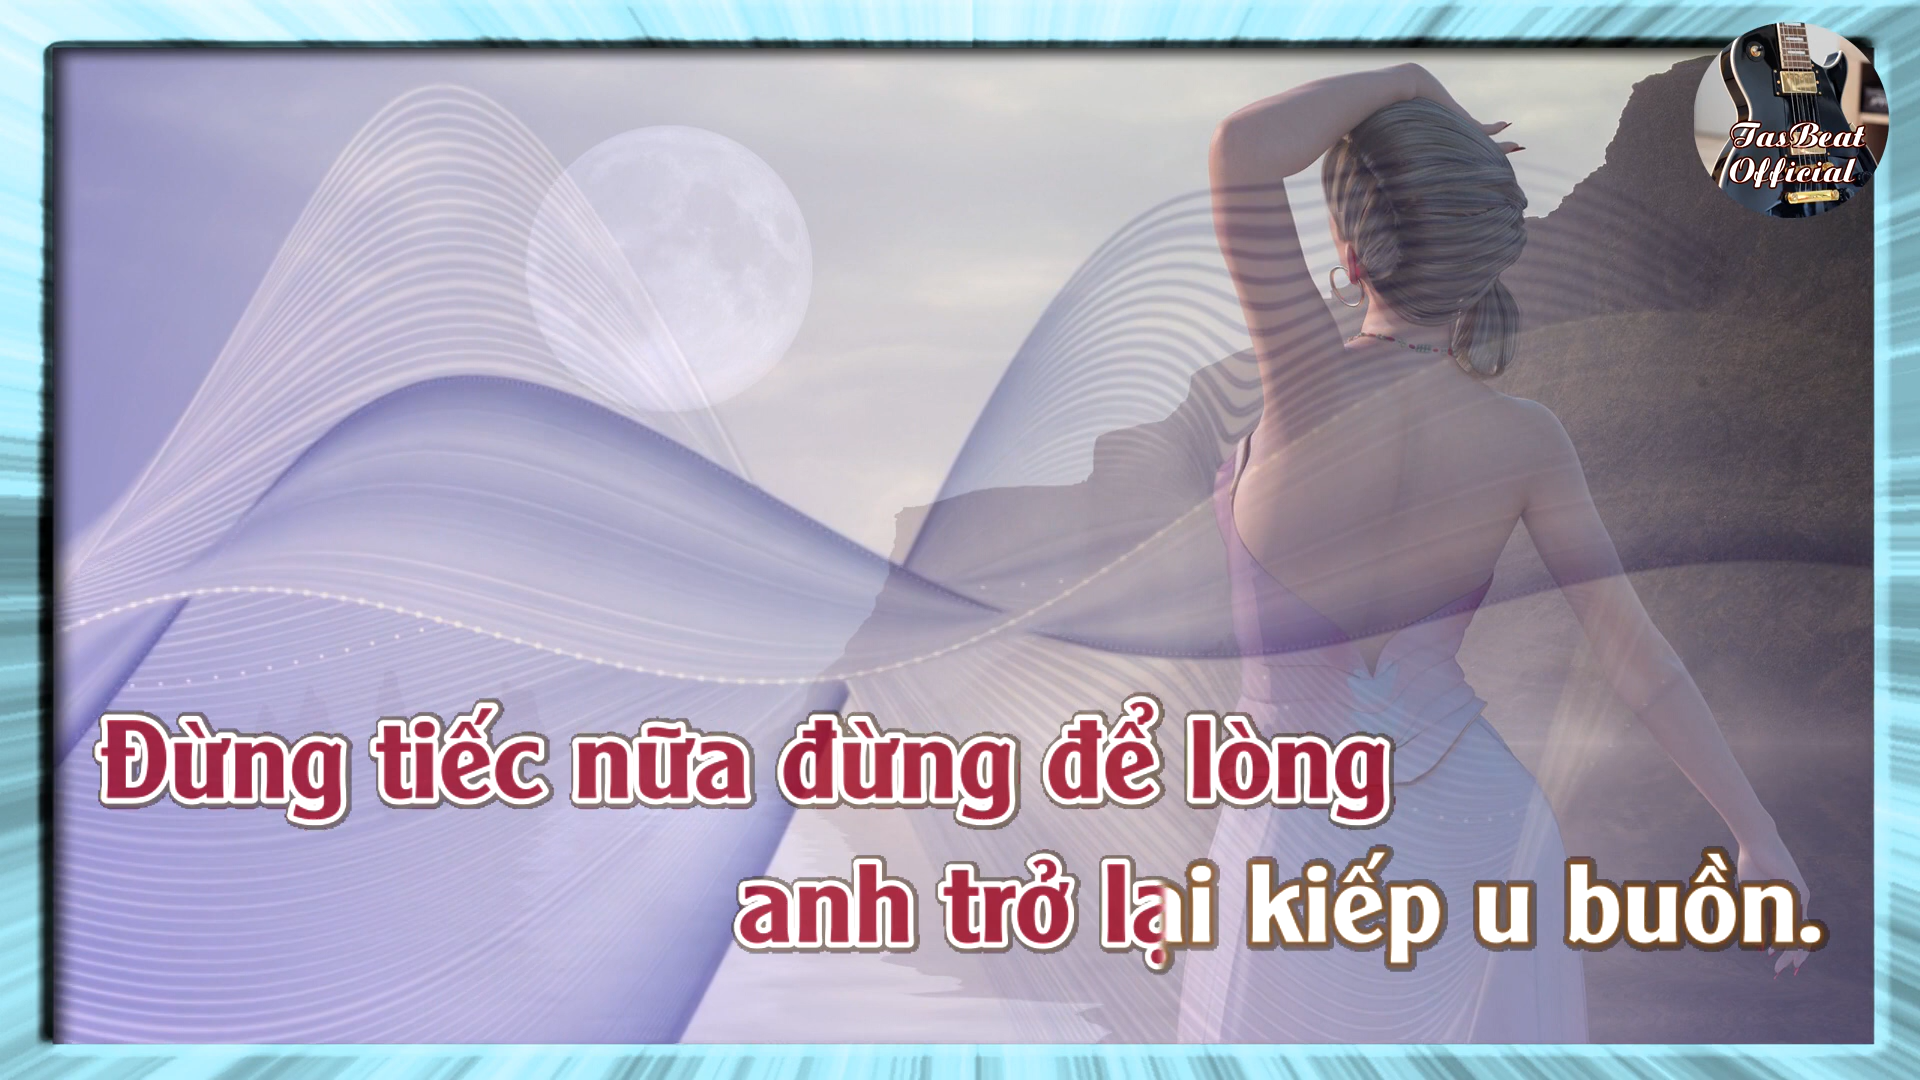 TasBeat
Official
Đừng tiếc nữa đừng để lòng
anh trở lại kiếp u buồn.